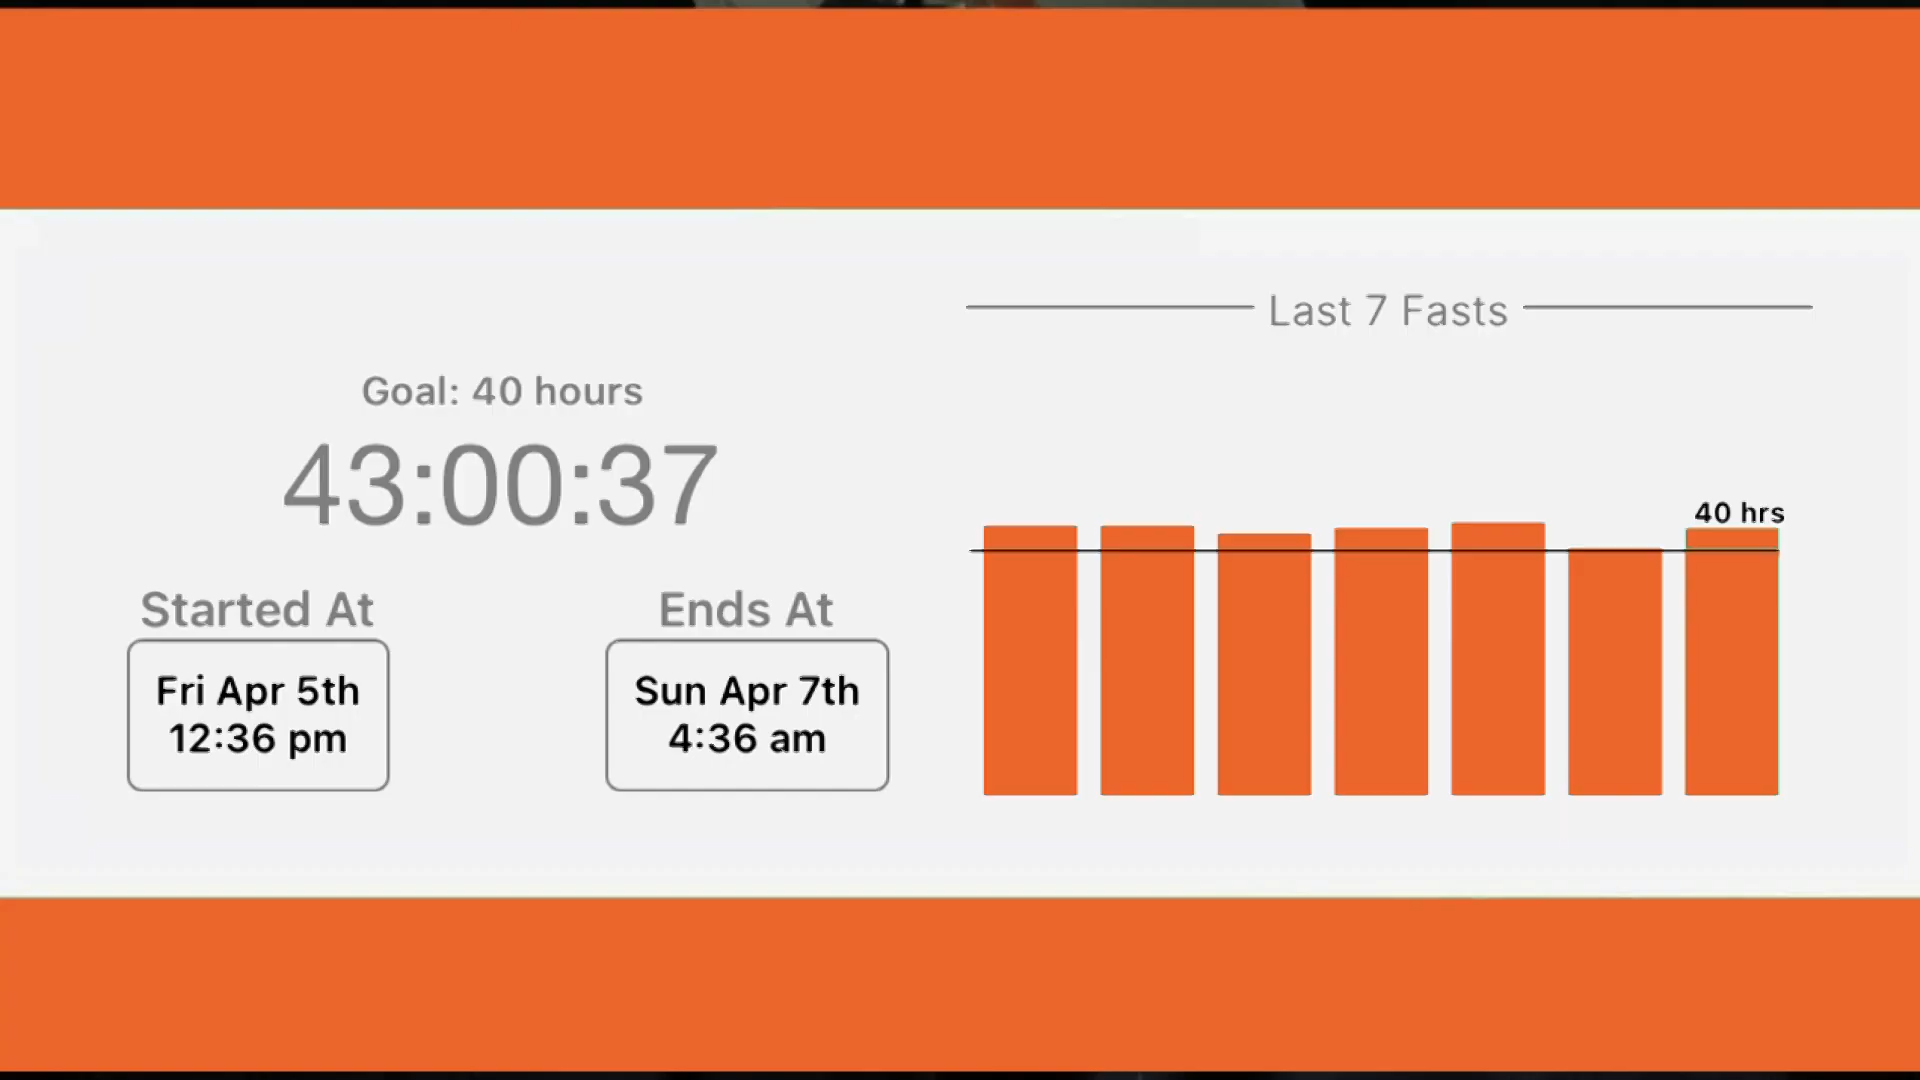 Goal: 40 hours
43:00:37
Started At
Fri Apr 5th
12:36 pm
Ends At
Sun Apr 7th
4:36 am
Last 7 Fasts
40 hrs